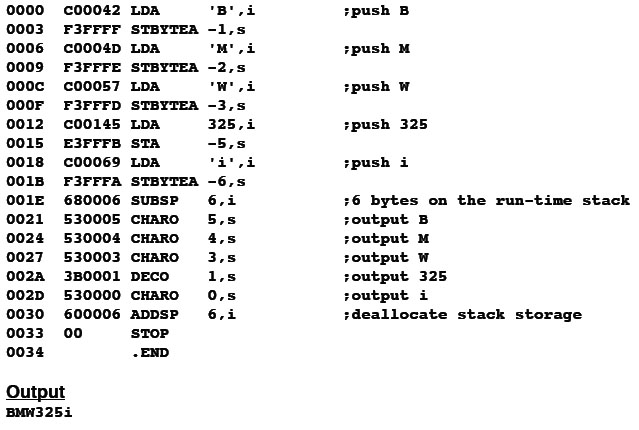 0000 C00042 LDA 'B',i ;push B
0003 F3FFFF STBYTEA -1,s
0006 C0004D LDA 'M',i ;push M
0009 F3FFFE STBYTEA -2,s
000C C00057 LDA 'W',i ;push W
000F F3FFFD STBYTEA -3,s
0012 C00145 LDA 325,i ;push 325
0015 E3FFFB STA -5,s
0018 C00069 LDA 'i',i ;push i
001B F3FFFA STBYTEA -6,s
001E 680006 SUBSP 6,i ;6 bytes on the run-time stack
0021 530005 CHARO 5,s ;output B
0024 530004 CHARO 4,s ;output M
0027 530003 CHARO 3,s ;output W
002A 3B0001 DECO 1,s ;output 325
002D 530000 CHARO 0,s ;output i
0030 600006 ADDSP 6,i ;deallocate stack storage
0033 00 STOP
0034 .END
Output
BMW325i